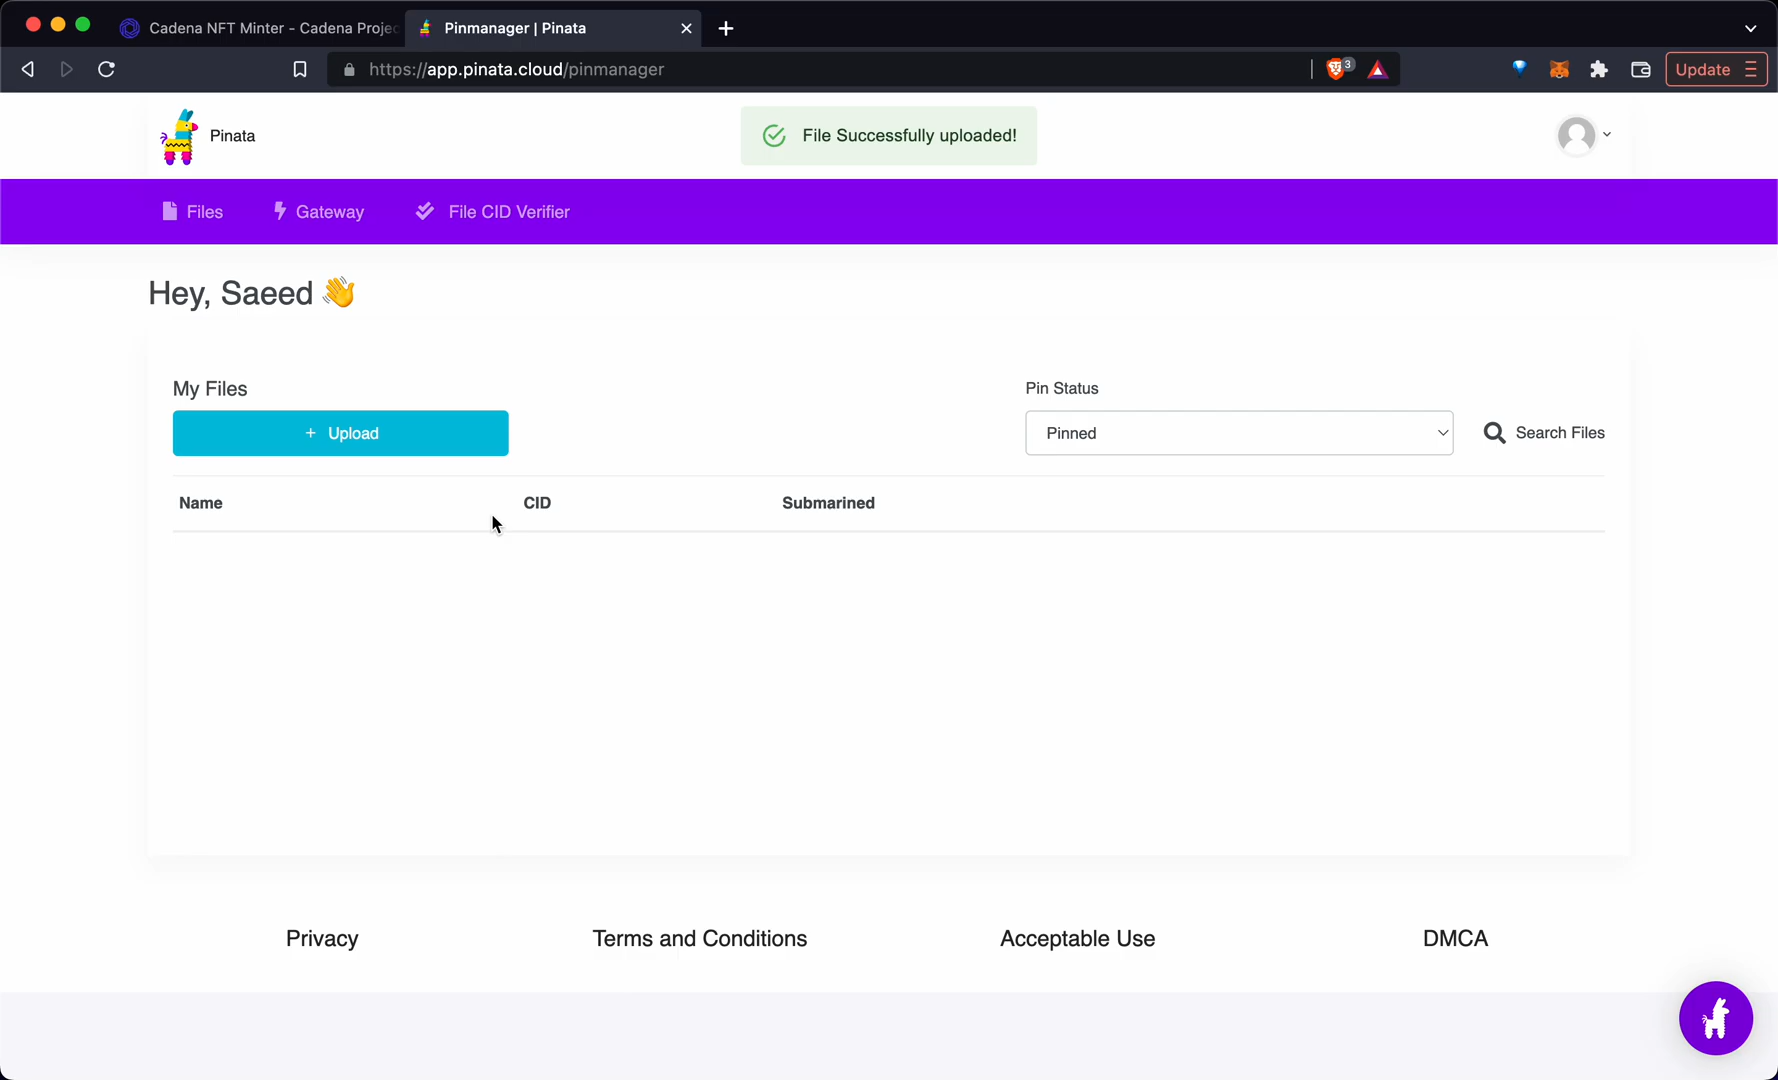 Cadena NFT Minter - Cadena Projec
Pinmanager | Pinata
https://app.pinata.cloud/pinmanager
3
Update
Pinata
File Successfully uploaded!
Files
Gateway
File CID Verifier
Hey, Saeed 👋
My Files
Pin Status
+ Upload
Pinned
Search Files
Name
CID
Submarined
Privacy
Terms and Conditions
Acceptable Use
DMCA